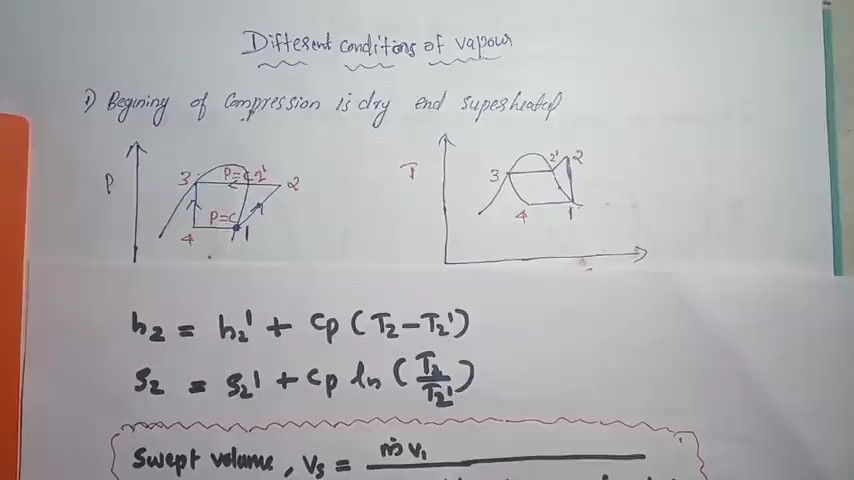 Different conditions of vapour
1) Begining of compression is dry end superheated
P 3 P=C 2' 2
P=C
4 1
T 3 2' 2
4 1
h2 = h2' + Cp (T2 - T2')
S2 = S2' + Cp ln (T2/T2')
Swept volume, Vs = ṁ v1